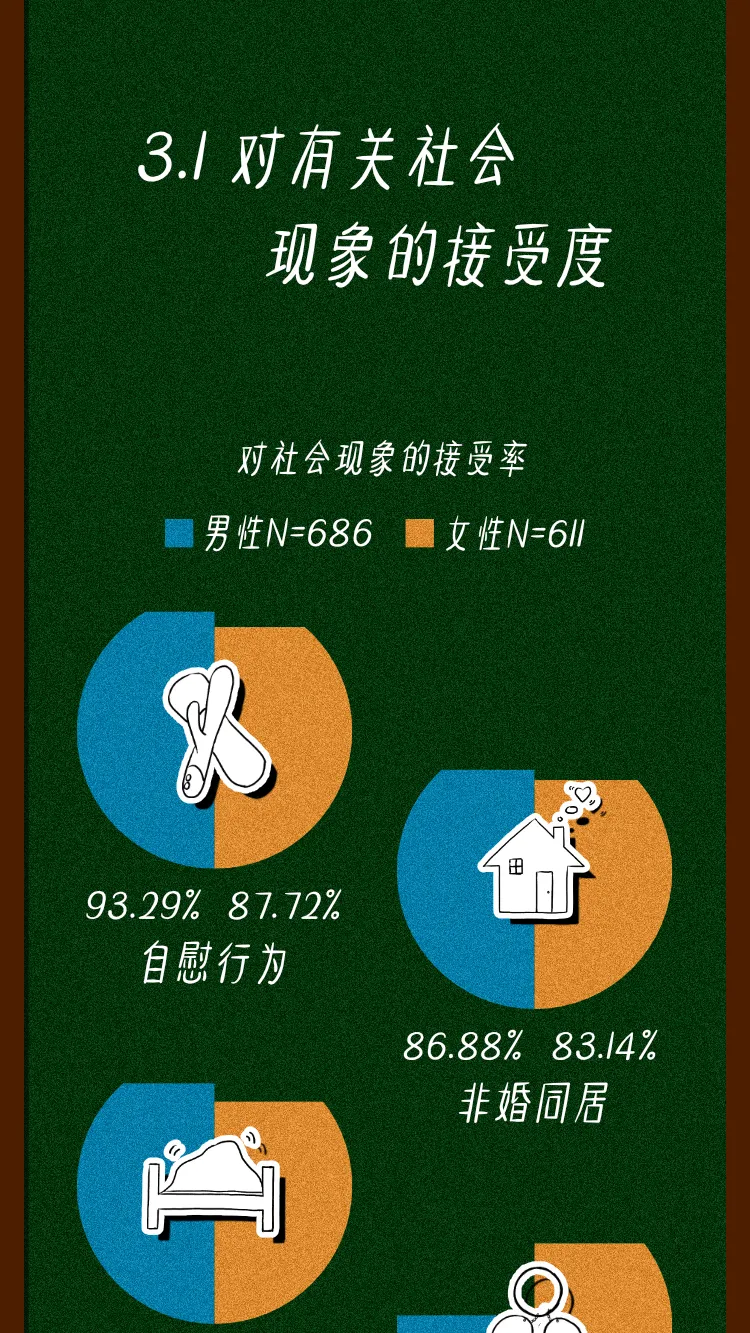 3.1 对有关社会
现象的接受度
对社会现象的接受率
男性N=686 女性N=611
93.29% 87.72%
自慰行为
86.88% 83.14%
非婚同居